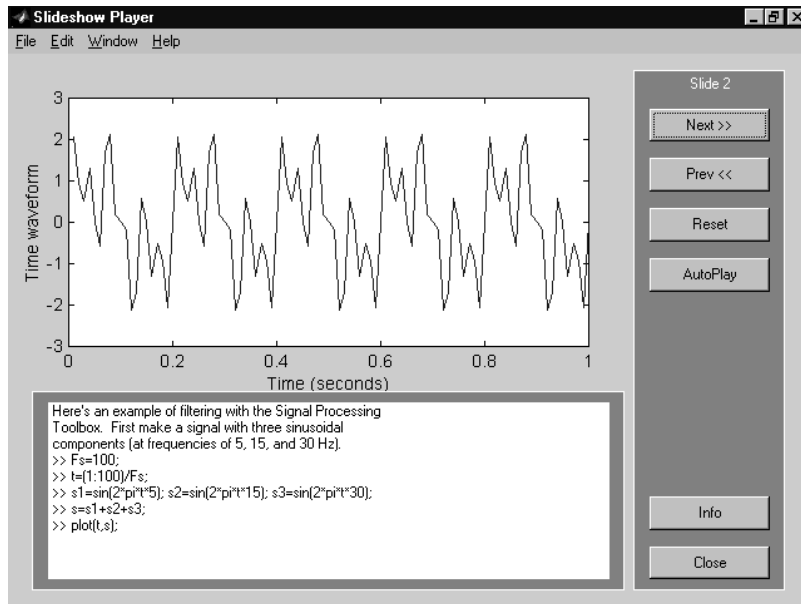 Slideshow Player
File Edit Window Help
3
2
1
0
-1
-2
-3
Time waveform
0 0.2 0.4 0.6 0.8 1
Time (seconds)
Here's an example of filtering with the Signal Processing
Toolbox. First make a signal with three sinusoidal
components (at frequencies of 5, 15, and 30 Hz).
>> Fs=100;
>> t=(1:100)/Fs;
>> s1=sin(2*pi*t*5); s2=sin(2*pi*t*15); s3=sin(2*pi*t*30);
>> s=s1+s2+s3;
>> plot(t,s);
Slide 2
Next >>
Prev <<
Reset
AutoPlay
Info
Close